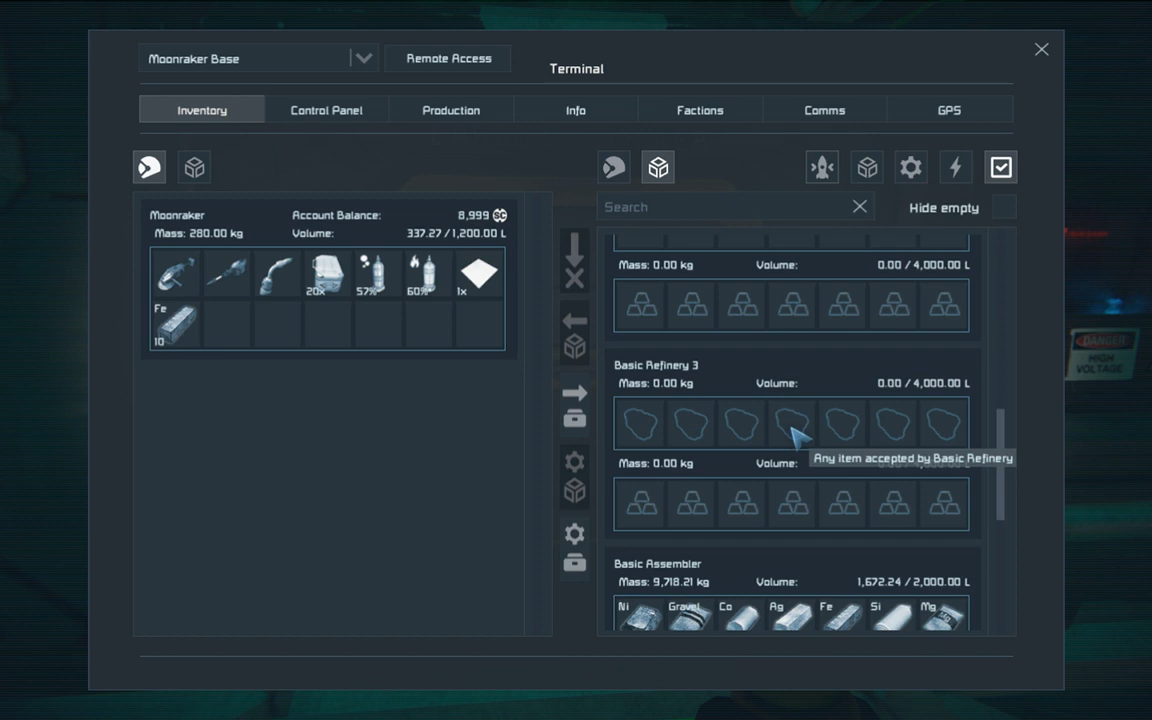 Moonraker Base
Remote Access
Terminal
Inventory
Control Panel
Production
Info
Factions
Comms
GPS
Search
Hide empty
Moonraker
Account Balance: 8,999 SC
Mass: 280.00 kg
Volume: 337.27 / 1,200.00 L
20x
57%
60%
1x
Fe
10
Mass: 0.00 kg
Volume: 0.00 / 4,000.00 L
Basic Refinery 3
Mass: 0.00 kg
Volume: 0.00 / 4,000.00 L
Any item accepted by Basic Refinery
Mass: 0.00 kg
Volume:
Basic Assembler
Mass: 9,718.21 kg
Volume: 1,672.24 / 2,000.00 L
Ni
Gravel
Co
Ag
Fe
Si
Mg
DANGER
HIGH
VOLTAGE